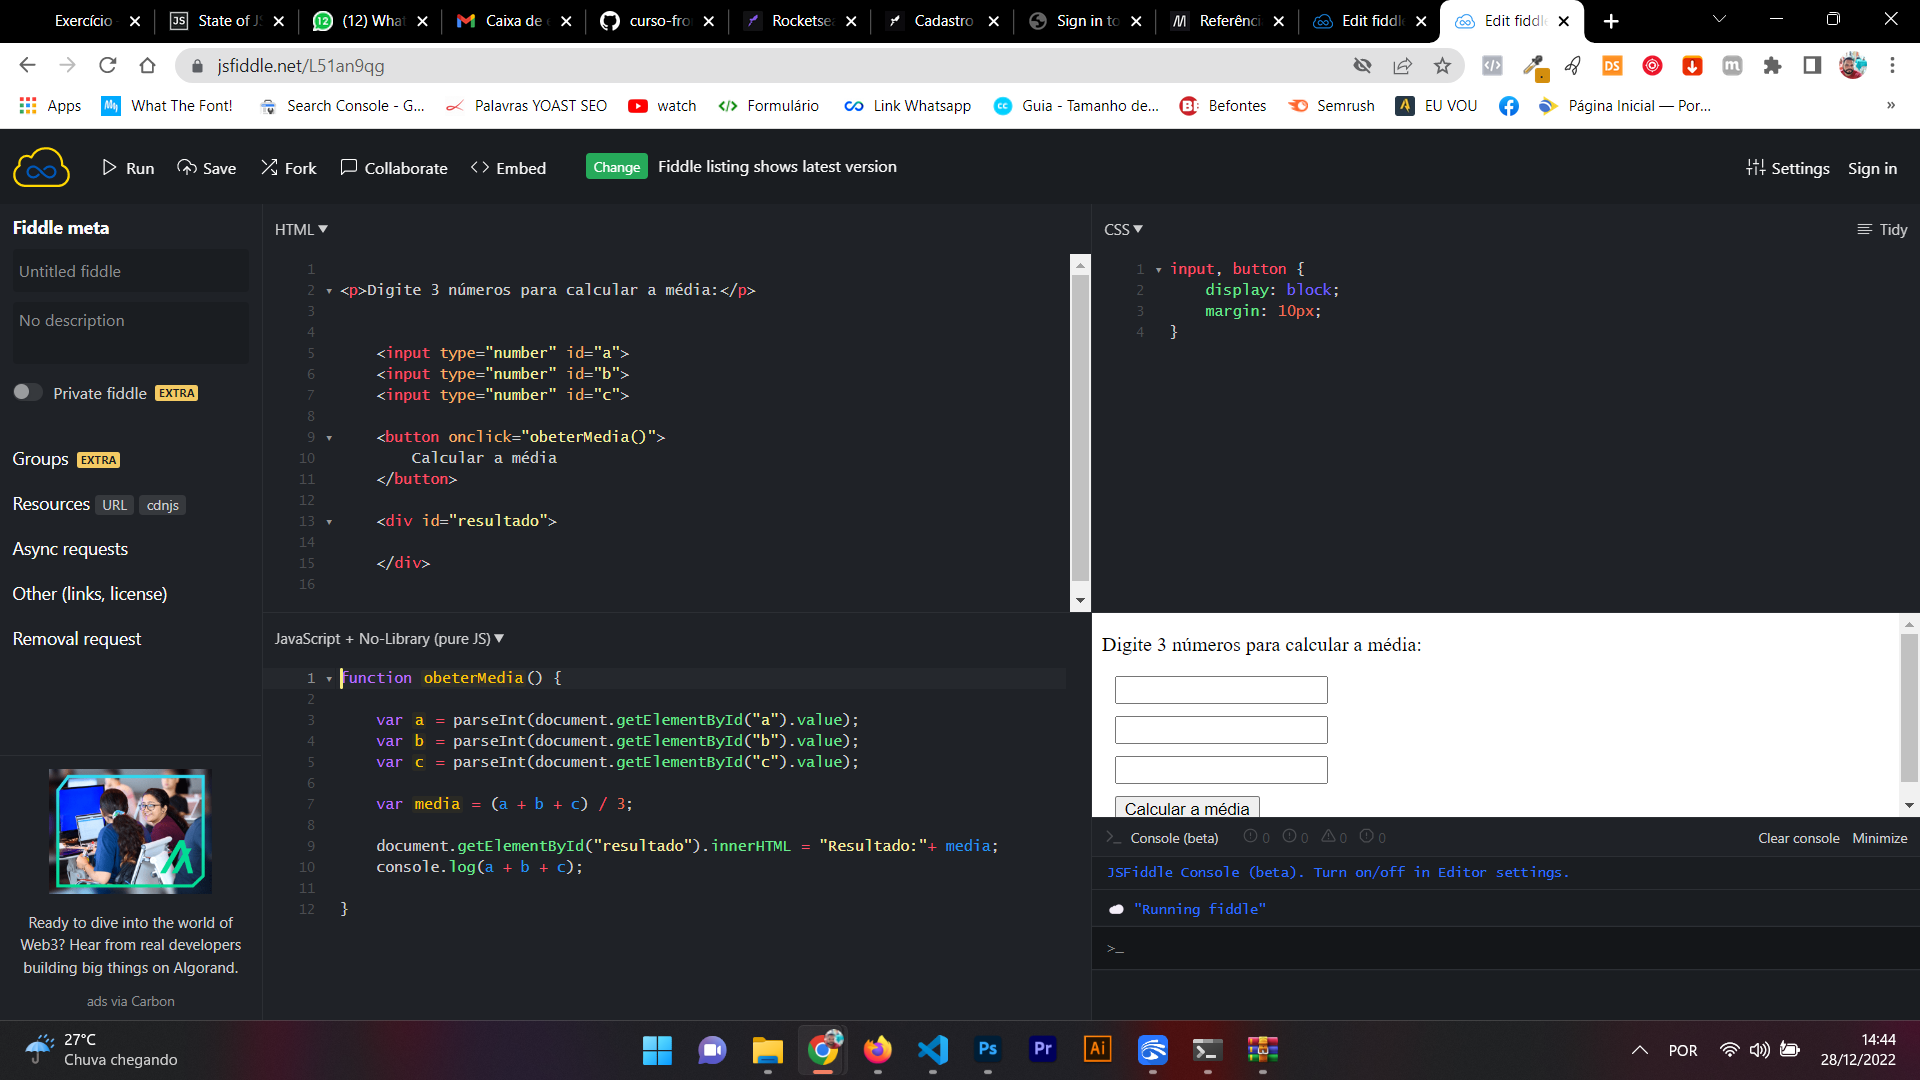 Exercício
State of JS
(12) What
Caixa de e
curso-fro
Rocketsea
Cadastro
Sign in to
Referênci
Edit fiddle
Edit fiddle
jsfiddle.net/L51an9qg
Apps
What The Font!
Search Console - G...
Palavras YOAST SEO
watch
Formulário
Link Whatsapp
Guia - Tamanho de...
Befontes
Semrush
EU VOU
Página Inicial — Por...
»
Run
Save
Fork
Collaborate
Embed
Change
Fiddle listing shows latest version
Settings
Sign in
Fiddle meta
Untitled fiddle
No description
Private fiddle EXTRA
Groups EXTRA
Resources URL cdnjs
Async requests
Other (links, license)
Removal request
Ready to dive into the world of
Web3? Hear from real developers
building big things on Algorand.
ads via Carbon
HTML
1
2 <p>Digite 3 números para calcular a média:</p>
3
4
5 <input type="number" id="a">
6 <input type="number" id="b">
7 <input type="number" id="c">
8
9 <button onclick="obeterMedia()">
10 Calcular a média
11 </button>
12
13 <div id="resultado">
14
15 </div>
16
CSS
Tidy
1 input, button {
2 display: block;
3 margin: 10px;
4 }
JavaScript + No-Library (pure JS)
1 function obeterMedia() {
2
3 var a = parseInt(document.getElementById("a").value);
4 var b = parseInt(document.getElementById("b").value);
5 var c = parseInt(document.getElementById("c").value);
6
7 var media = (a + b + c) / 3;
8
9 document.getElementById("resultado").innerHTML = "Resultado:"+ media;
10 console.log(a + b + c);
11
12 }
Digite 3 números para calcular a média:
Calcular a média
>_ Console (beta) 0 0 0 0 Clear console Minimize
JSFiddle Console (beta). Turn on/off in Editor settings.
"Running fiddle"
>_
27°C
Chuva chegando
Ps
Pr
Ai
POR
14:44
28/12/2022